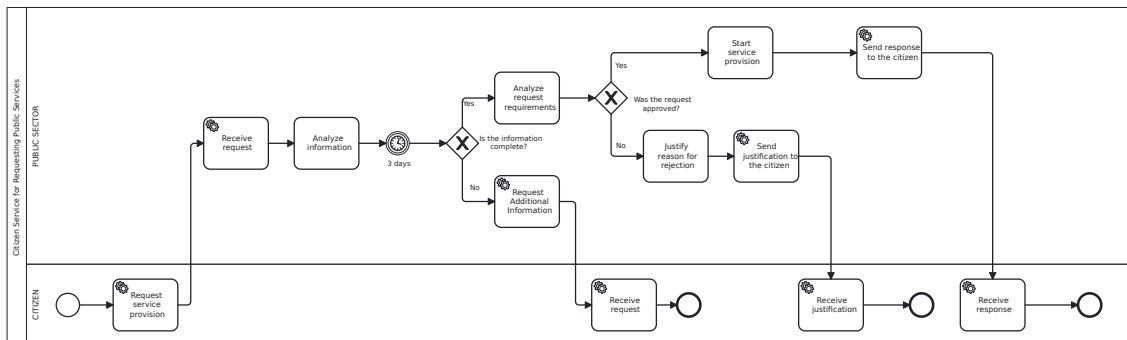 Citizen Service for Requesting Public Services
PUBLIC SECTOR
CITIZEN
Request
service
provision
Receive
request
Analyze
information
3 days
Is the information
complete?
Yes
No
Analyze
request
requirements
Request
Additional
Information
Was the request
approved?
Yes
No
Start
service
provision
Send response
to the citizen
Justify
reason for
rejection
Send
justification to
the citizen
Receive
request
Receive
justification
Receive
response